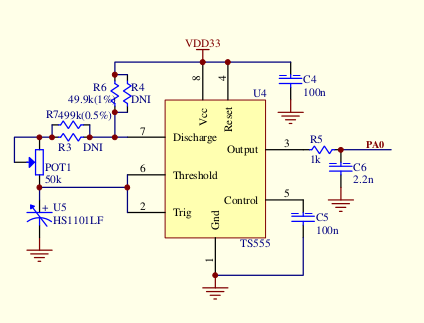 VDD33
R6
R4
49.9k(1%)
DNI
R7
499k(0.5%)
R3
DNI
POT1
50k
U5
HS1101LF
U4
8
4
Vcc
Reset
7
Discharge
6
Threshold
2
Trig
Output
3
Control
5
Gnd
1
TS555
C4
100n
R5
1k
PA0
C6
2.2n
C5
100n